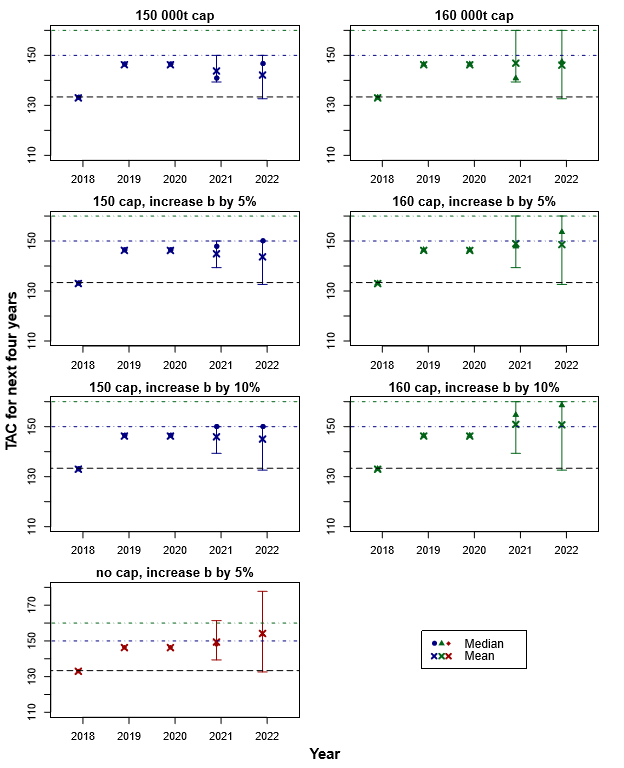 150 000t cap
160 000t cap
150
130
110
2018 2019 2020 2021 2022
150
130
110
2018 2019 2020 2021 2022
150 cap, increase b by 5%
160 cap, increase b by 5%
150
130
110
2018 2019 2020 2021 2022
150
130
110
2018 2019 2020 2021 2022
TAC for next four years
150 cap, increase b by 10%
160 cap, increase b by 10%
150
130
110
2018 2019 2020 2021 2022
150
130
110
2018 2019 2020 2021 2022
no cap, increase b by 5%
170
150
130
110
2018 2019 2020 2021 2022
Median
Mean
Year